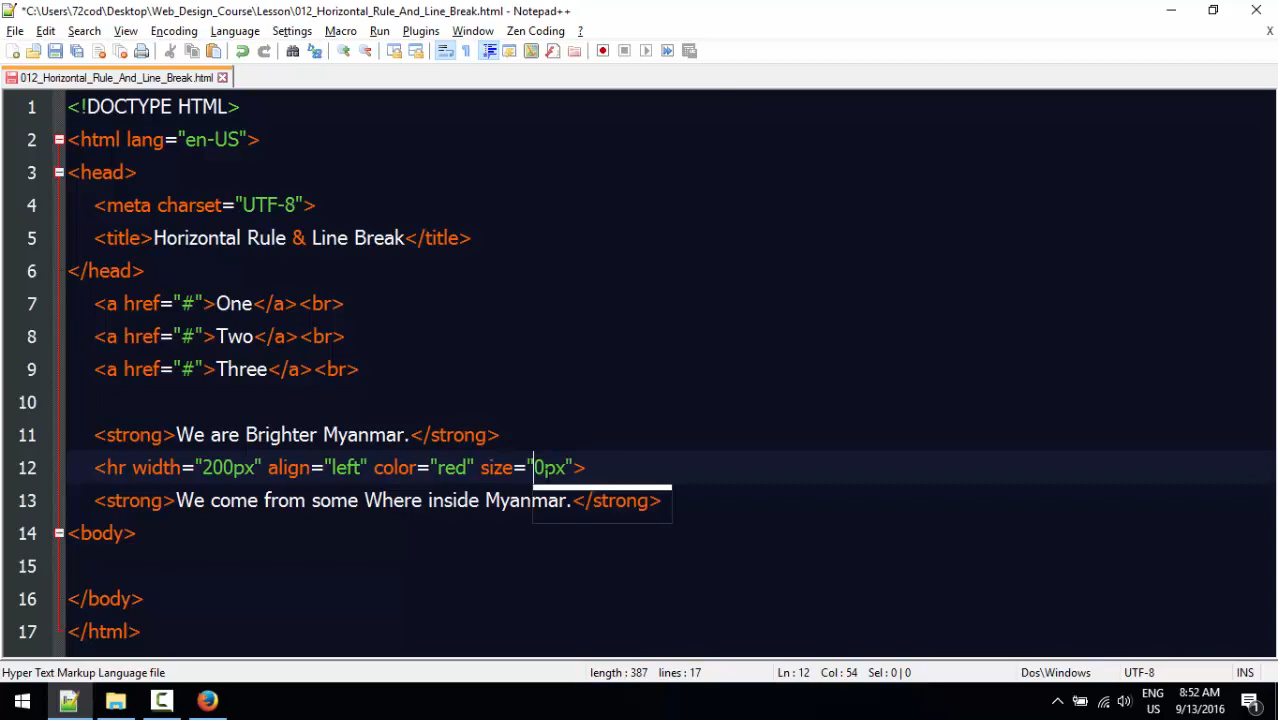 *C:\Users\72cod\Desktop\Web_Design_Course\Lesson\012_Horizontal_Rule_And_Line_Break.html - Notepad++
File Edit Search View Encoding Language Settings Macro Run Plugins Window Zen Coding ? X
012_Horizontal_Rule_And_Line_Break.html
1 <!DOCTYPE HTML>
2 <html lang="en-US">
3 <head>
4 <meta charset="UTF-8">
5 <title>Horizontal Rule & Line Break</title>
6 </head>
7 <a href="#">One</a><br>
8 <a href="#">Two</a><br>
9 <a href="#">Three</a><br>
10
11 <strong>We are Brighter Myanmar.</strong>
12 <hr width="200px" align="left" color="red" size="0px">
13 <strong>We come from some Where inside Myanmar.</strong>
14 <body>
15
16 </body>
17 </html>
Hyper Text Markup Language file length : 387 lines : 17 Ln : 12 Col : 54 Sel : 0 | 0 Dos\Windows UTF-8 INS
ENG 8:52 AM
US 9/13/2016